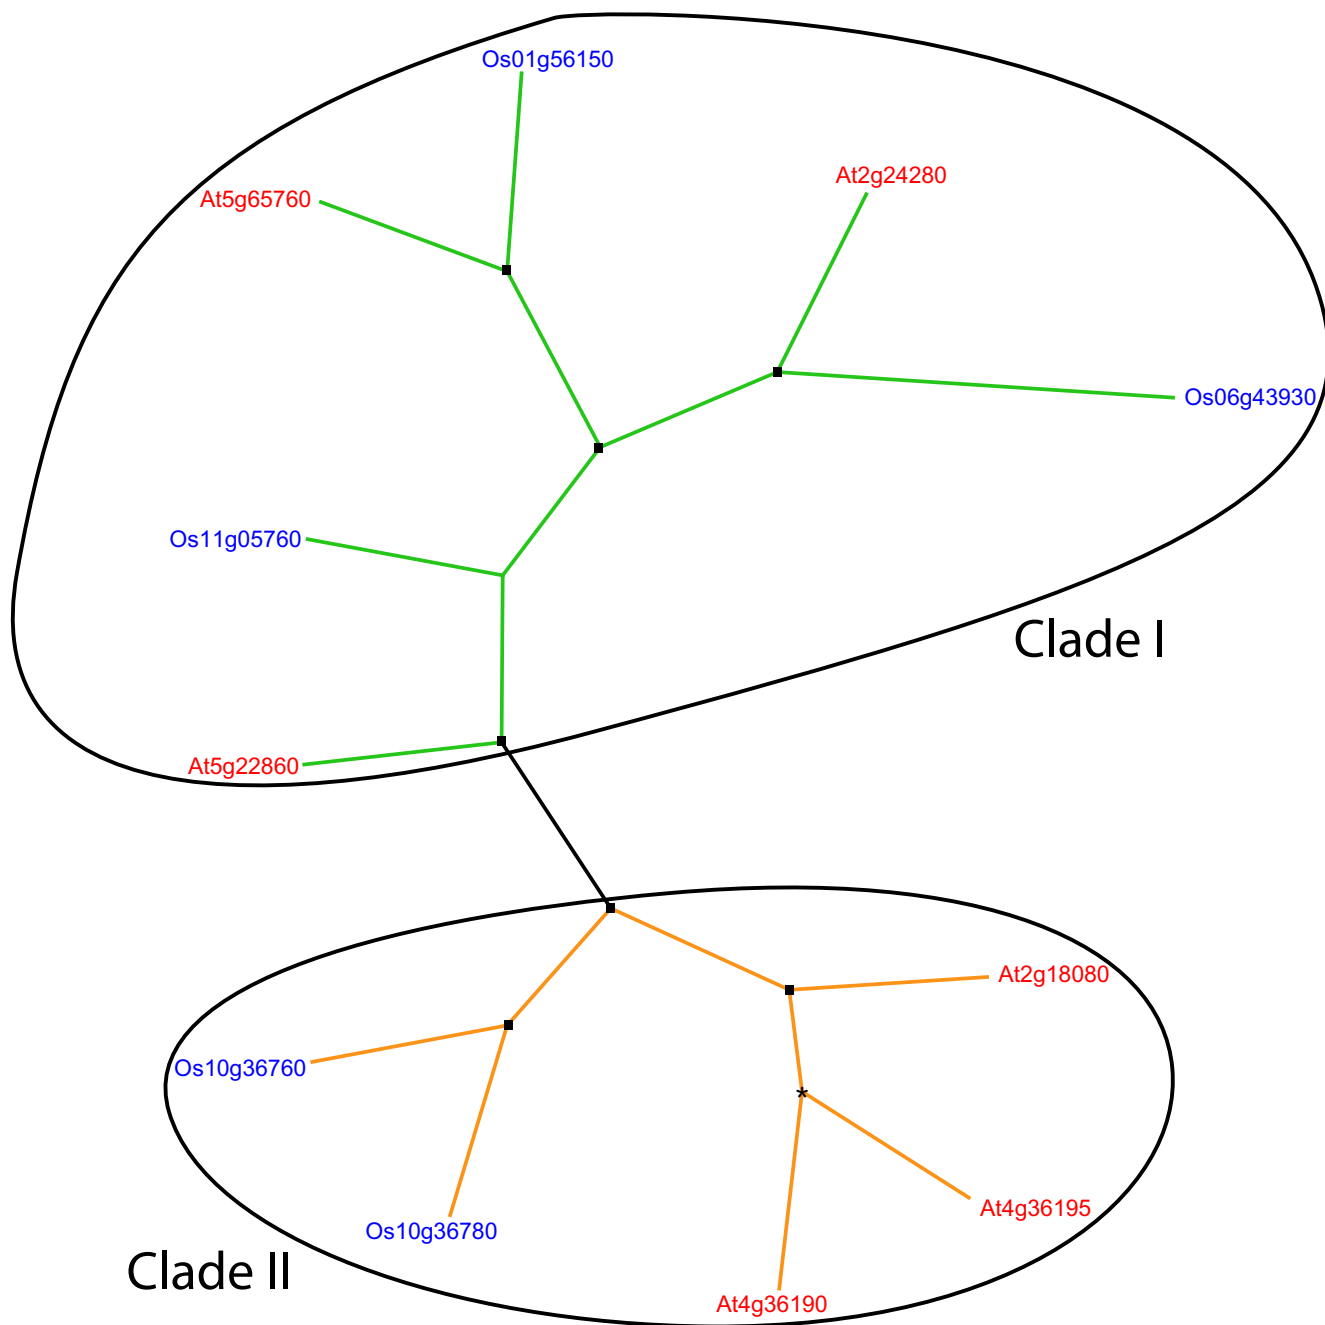 Os01g56150
At2g24280
At5g65760
Os06g43930
Os11g05760
Clade I
At5g22860
At2g18080
Os10g36760
At4g36195
Os10g36780
Clade II
At4g36190
*